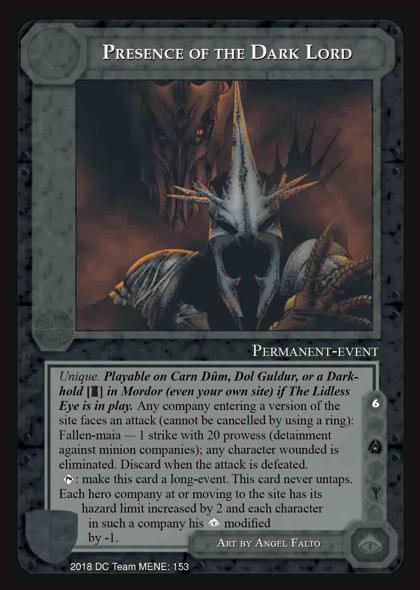 Presence of the Dark Lord
Permanent-event
Unique. Playable on Carn Dûm, Dol Guldur, or a Dark-
hold [] in Mordor (even your own site) if The Lidless
Eye is in play. Any company entering a version of the
site faces an attack (cannot be cancelled by using a ring):
Fallen-maia — 1 strike with 20 prowess (detainment
against minion companies); any character wounded is
eliminated. Discard when the attack is defeated.
: make this card a long-event. This card never untaps.
Each hero company at or moving to the site has its
hazard limit increased by 2 and each character
in such a company his modified
by -1.
6
Art by Angel Falto
2018 DC Team MENE: 153